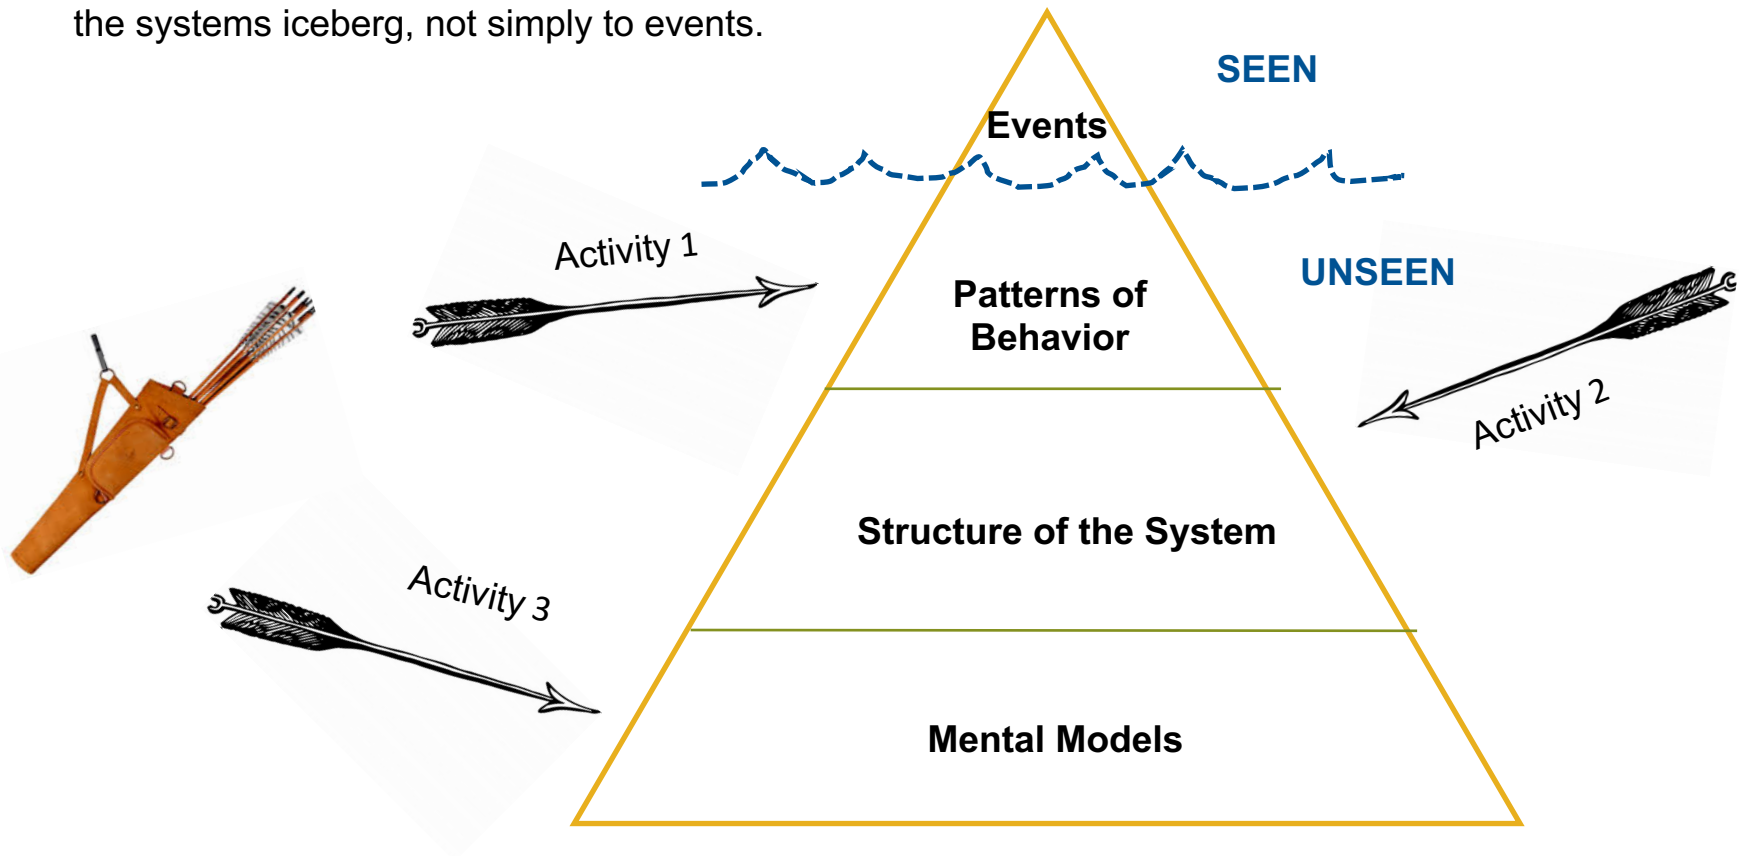 the systems iceberg, not simply to events.
SEEN
Events
Activity 1
UNSEEN
Patterns of
Behavior
Activity 2
Structure of the System
Activity 3
Mental Models